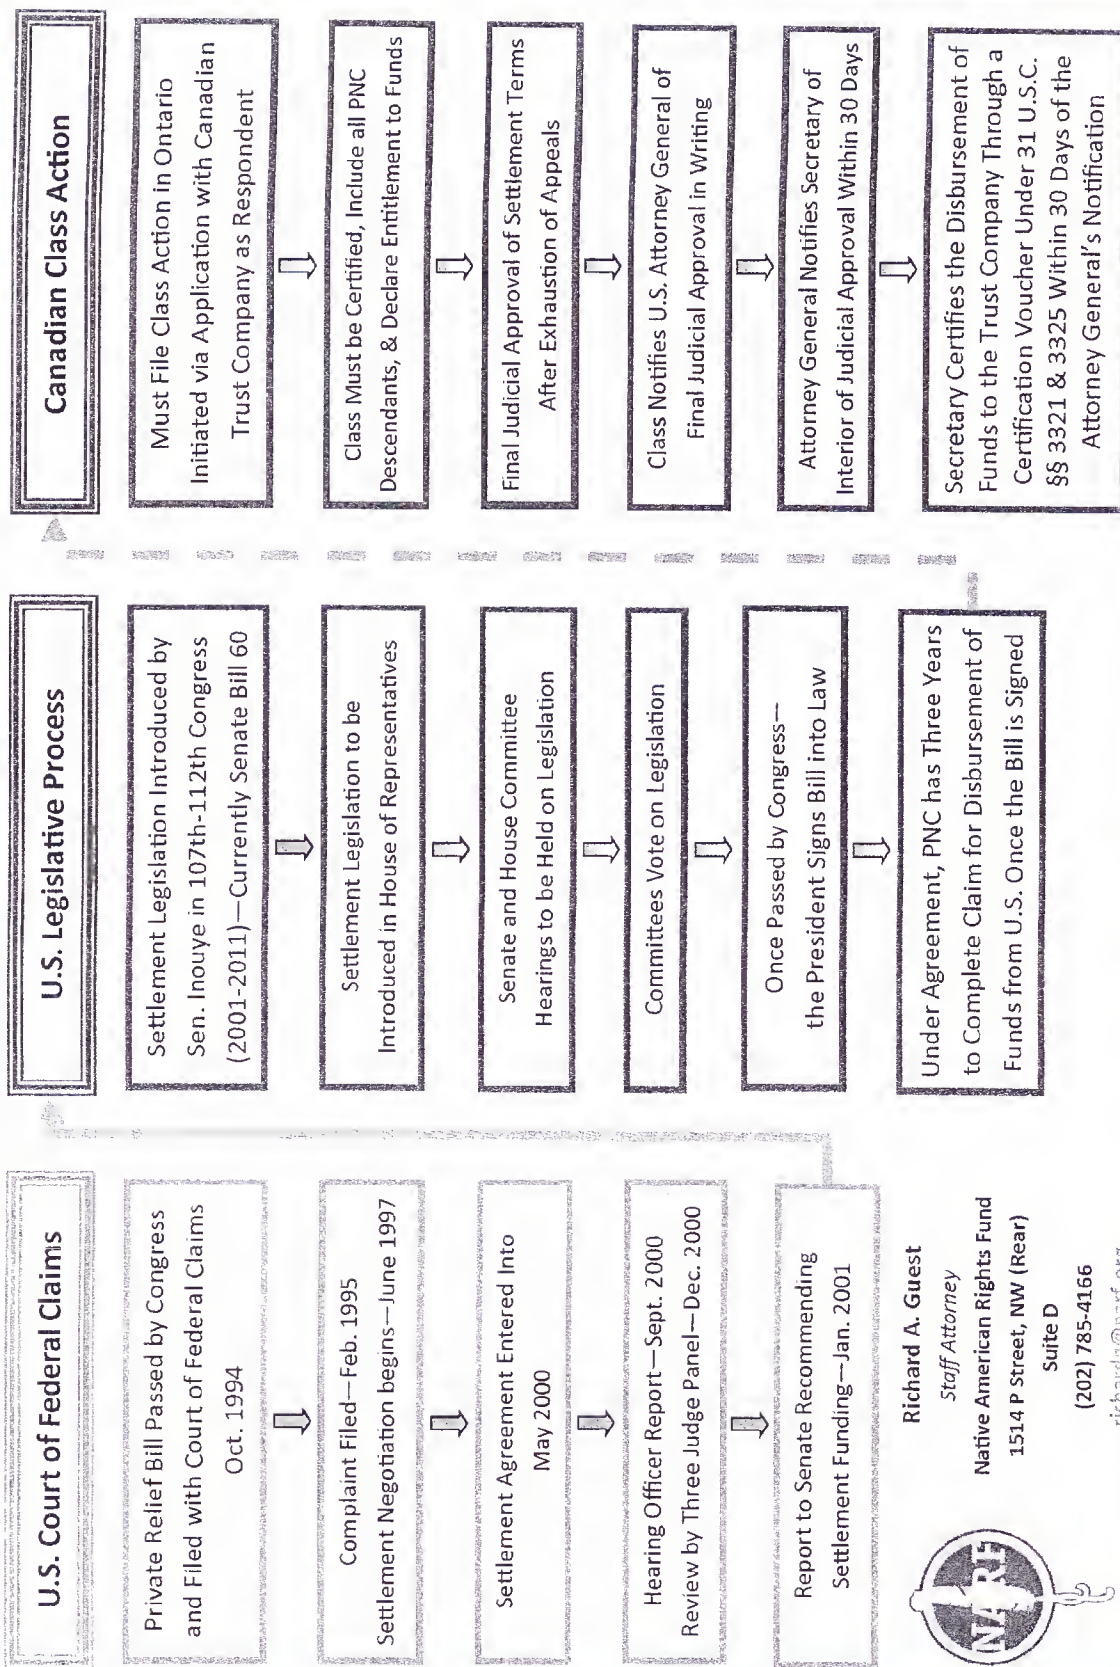 U.S. Court of Federal Claims
Private Relief Bill Passed by Congress
and Filed with Court of Federal Claims
Oct. 1994
Complaint Filed—Feb. 1995
Settlement Negotiation begins—June 1997
Settlement Agreement Entered Into
May 2000
Hearing Officer Report—Sept. 2000
Review by Three Judge Panel—Dec. 2000
Report to Senate Recommending
Settlement Funding—Jan. 2001
NARF
Richard A. Guest
Staff Attorney
Native American Rights Fund
1514 P Street, NW (Rear)
Suite D
(202) 785-4166
U.S. Legislative Process
Settlement Legislation Introduced by
Sen. Inouye in 107th-112th Congress
(2001-2011)—Currently Senate Bill 60
Settlement Legislation to be
Introduced in House of Representatives
Senate and House Committee
Hearings to be Held on Legislation
Committees Vote on Legislation
Once Passed by Congress—
the President Signs Bill into Law
Under Agreement, PNC has Three Years
to Complete Claim for Disbursement of
Funds from U.S. Once the Bill is Signed
Canadian Class Action
Must File Class Action in Ontario
Initiated via Application with Canadian
Trust Company as Respondent
Class Must be Certified, Include all PNC
Descendants, & Declare Entitlement to Funds
Final Judicial Approval of Settlement Terms
After Exhaustion of Appeals
Class Notifies U.S. Attorney General of
Final Judicial Approval in Writing
Attorney General Notifies Secretary of
Interior of Judicial Approval Within 30 Days
Secretary Certifies the Disbursement of
Funds to the Trust Company Through a
Certification Voucher Under 31 U.S.C.
§§ 3321 & 3325 Within 30 Days of the
Attorney General's Notification